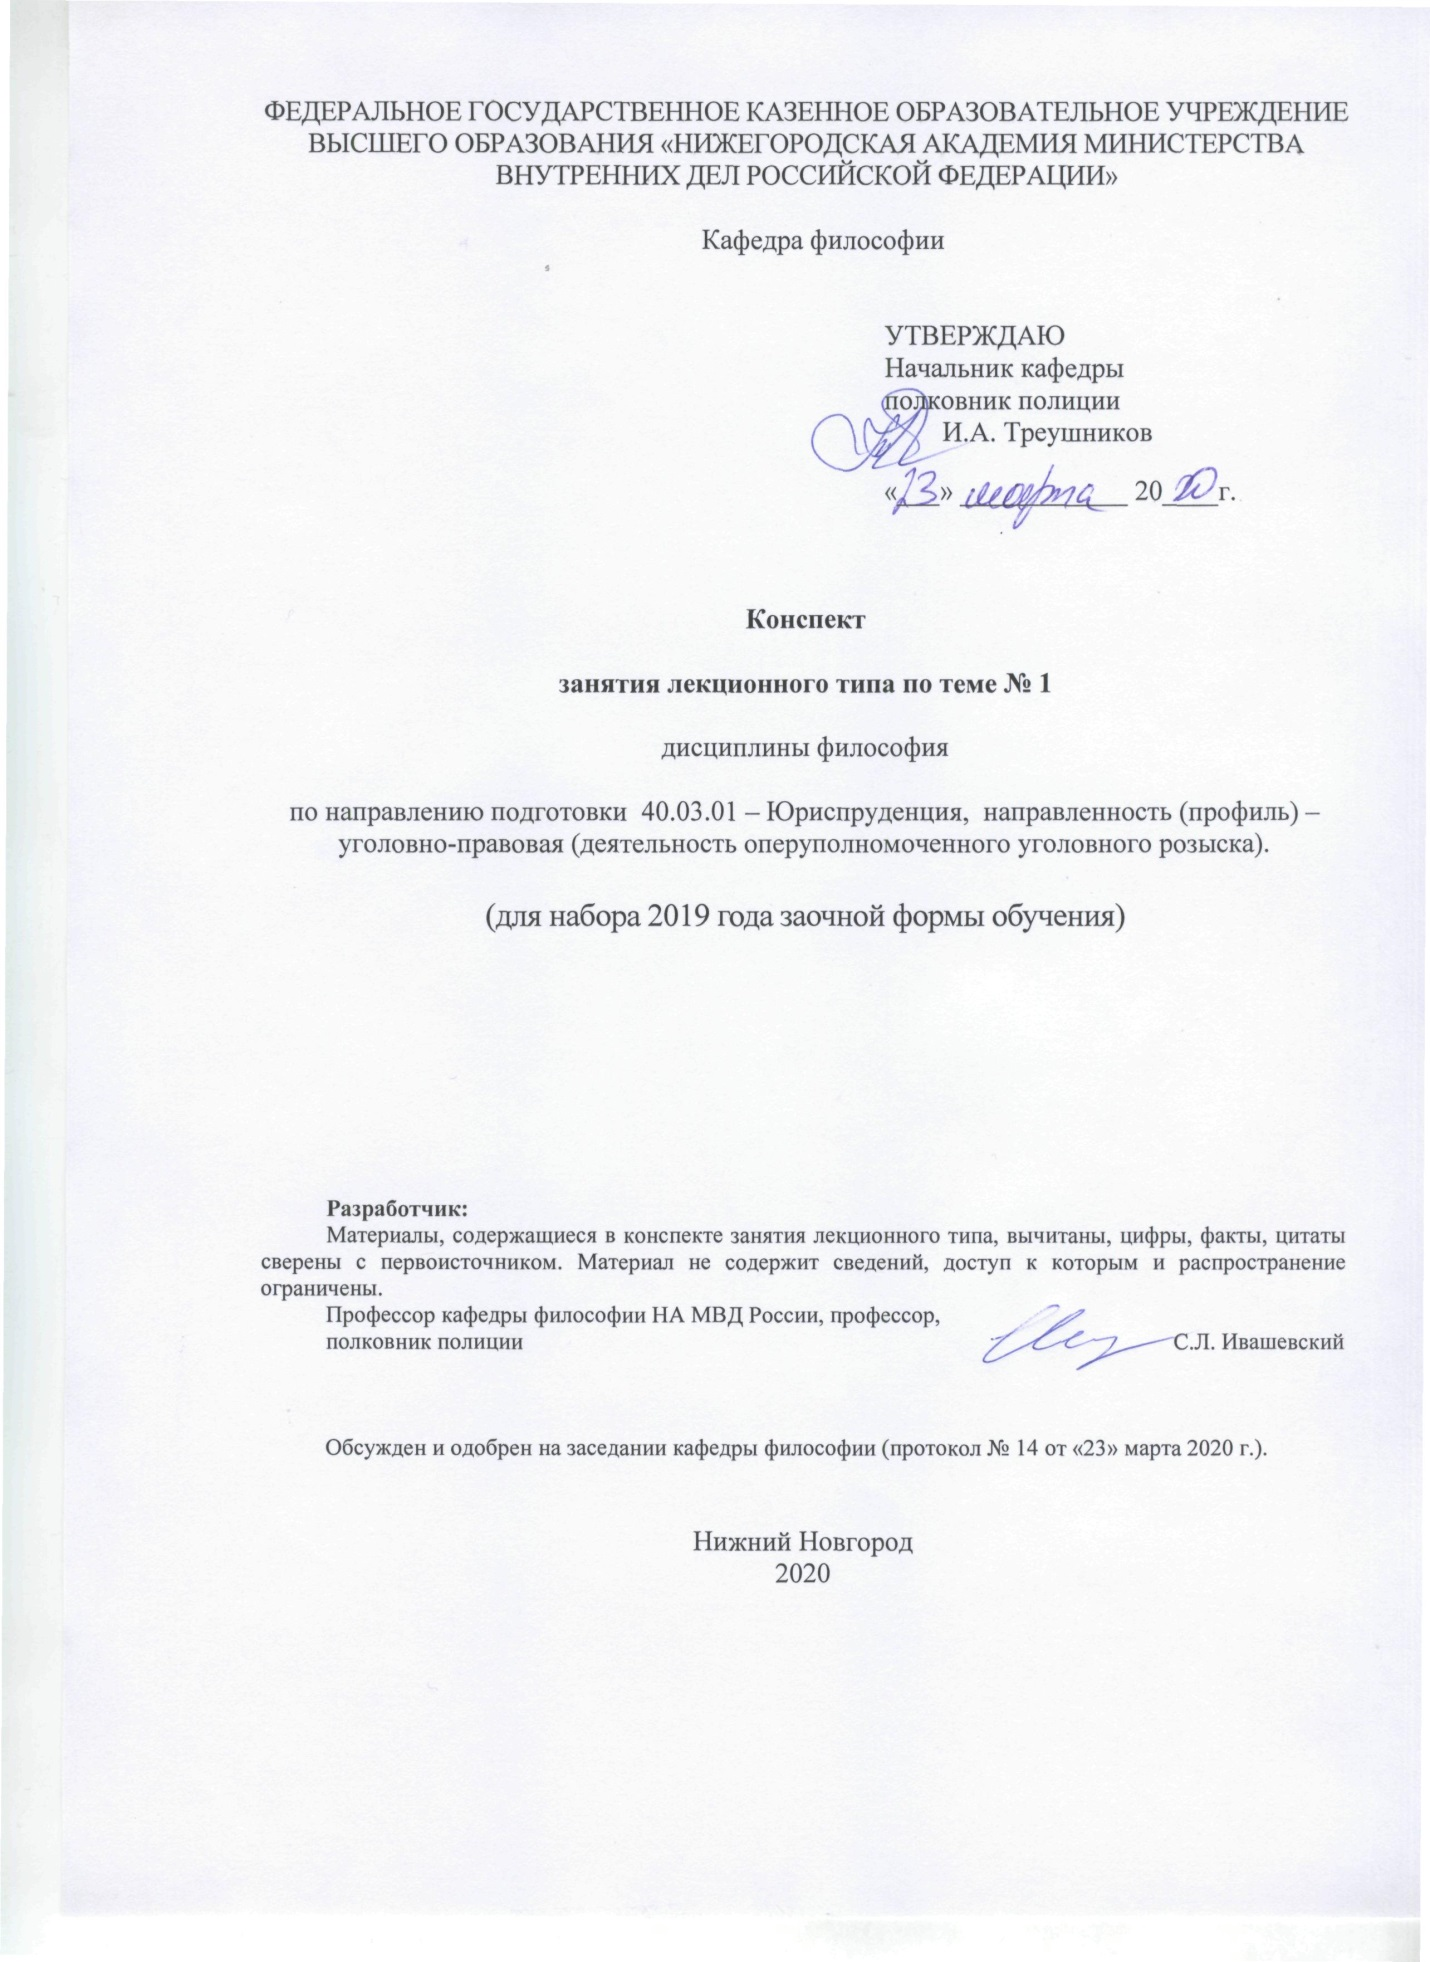 ФЕДЕРАЛЬНОЕ ГОСУДАРСТВЕННОЕ КАЗЕННОЕ ОБРАЗОВАТЕЛЬНОЕ УЧРЕЖДЕНИЕ
ВЫСШЕГО ОБРАЗОВАНИЯ «НИЖЕГОРОДСКАЯ АКАДЕМИЯ МИНИСТЕРСТВА
ВНУТРЕННИХ ДЕЛ РОССИЙСКОЙ ФЕДЕРАЦИИ»
Кафедра философии
УТВЕРЖДАЮ
Начальник кафедры
полковник полиции
И.А. Треушников
«23» марта 2020г.
Конспект
занятия лекционного типа по теме № 1
дисциплины философия
по направлению подготовки 40.03.01 – Юриспруденция, направленность (профиль) –
уголовно-правовая (деятельность оперуполномоченного уголовного розыска).
(для набора 2019 года заочной формы обучения)
Разработчик:
Материалы, содержащиеся в конспекте занятия лекционного типа, вычитаны, цифры, факты, цитаты
сверены с первоисточником. Материал не содержит сведений, доступ к которым и распространение
ограничены.
Профессор кафедры философии НА МВД России, профессор,
полковник полиции С.Л. Ивашевский
Обсужден и одобрен на заседании кафедры философии (протокол № 14 от «23» марта 2020 г.).
Нижний Новгород
2020